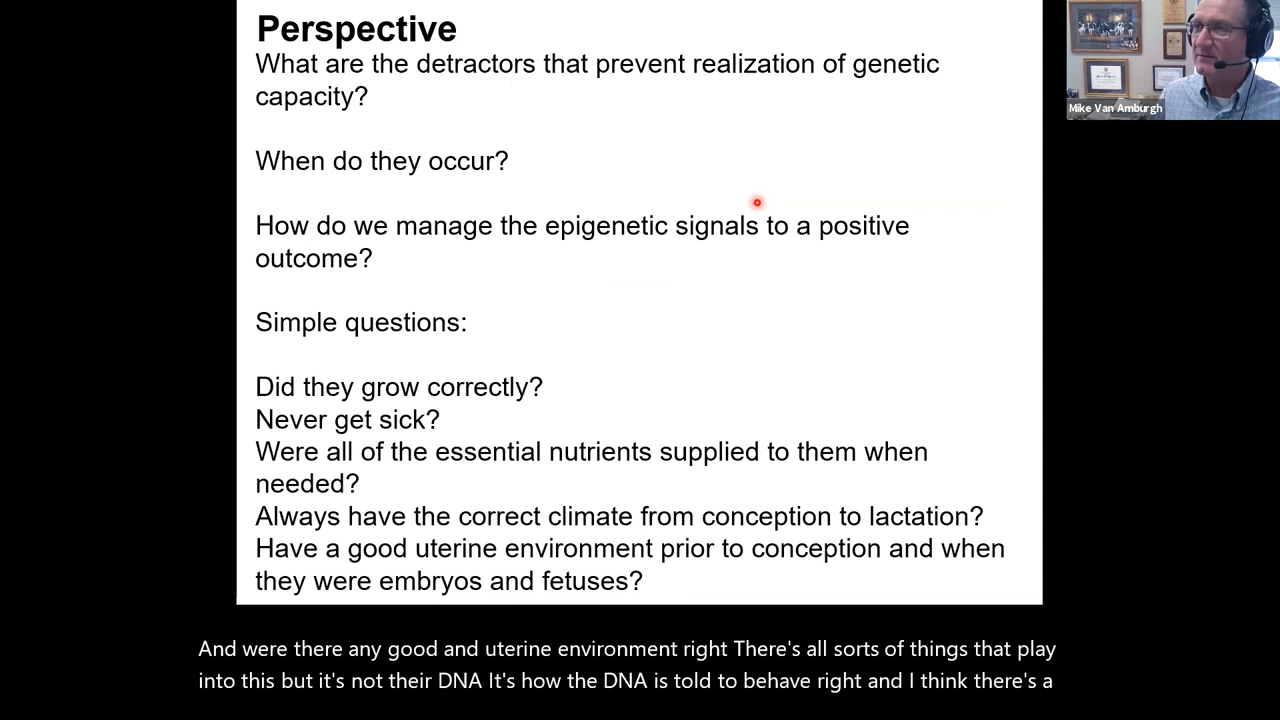 Perspective
What are the detractors that prevent realization of genetic
capacity?
When do they occur?
How do we manage the epigenetic signals to a positive
outcome?
Simple questions:
Did they grow correctly?
Never get sick?
Were all of the essential nutrients supplied to them when
needed?
Always have the correct climate from conception to lactation?
Have a good uterine environment prior to conception and when
they were embryos and fetuses?
Mike Van Amburgh
And were there any good and uterine environment right There's all sorts of things that play
into this but it's not their DNA It's how the DNA is told to behave right and I think there's a